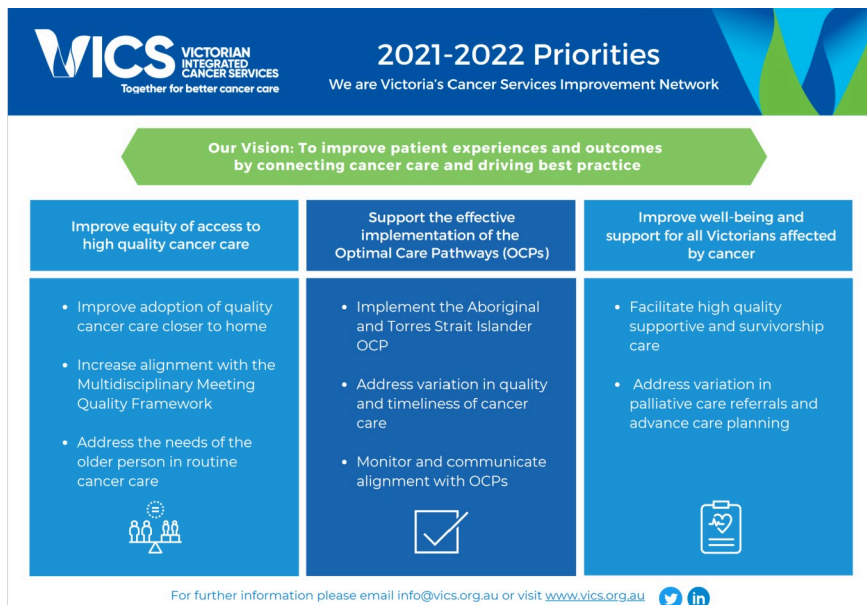 VICS
VICTORIAN
INTEGRATED
CANCER SERVICES
Together for better cancer care
2021-2022 Priorities
We are Victoria's Cancer Services Improvement Network
Our Vision: To improve patient experiences and outcomes
by connecting cancer care and driving best practice
Improve equity of access to
high quality cancer care
• Improve adoption of quality
cancer care closer to home
• Increase alignment with the
Multidisciplinary Meeting
Quality Framework
• Address the needs of the
older person in routine
cancer care
Support the effective
implementation of the
Optimal Care Pathways (OCPs)
• Implement the Aboriginal
and Torres Strait Islander
OCP
• Address variation in quality
and timeliness of cancer
care
• Monitor and communicate
alignment with OCPs
Improve well-being and
support for all Victorians affected
by cancer
• Facilitate high quality
supportive and survivorship
care
• Address variation in
palliative care referrals and
advance care planning
For further information please email info@vics.org.au or visit www.vics.org.au
in